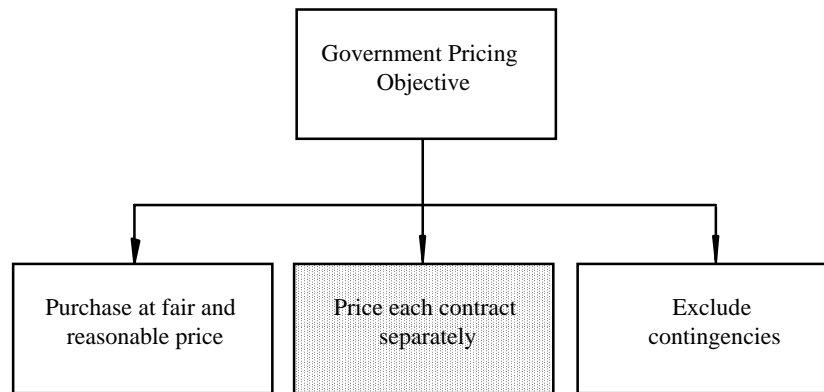 Government Pricing
Objective
Purchase at fair and
reasonable price
Price each contract
separately
Exclude
contingencies